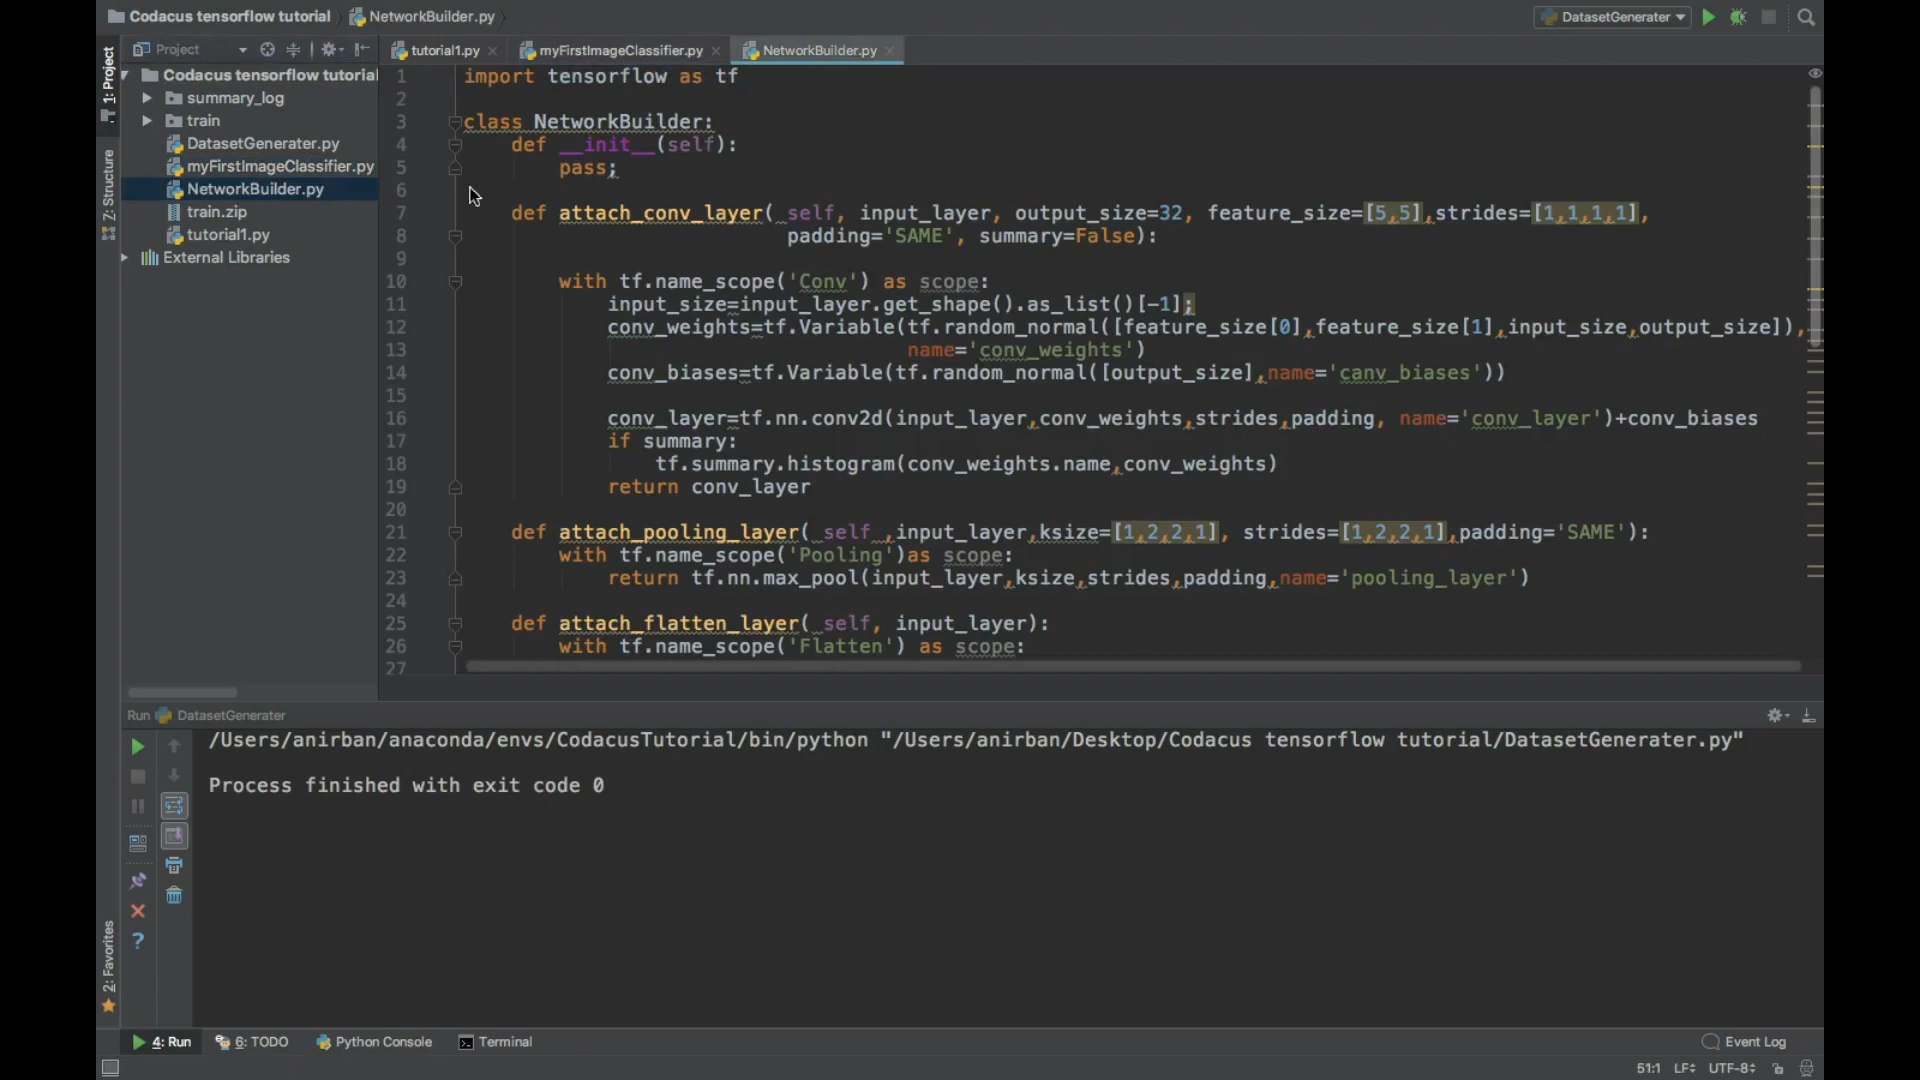 Codacus tensorflow tutorial NetworkBuilder.py DatasetGenerater
Project tutorial1.py myFirstImageClassifier.py NetworkBuilder.py
1: Project
Codacus tensorflow tutorial
summary_log
train
DatasetGenerater.py
myFirstImageClassifier.py
NetworkBuilder.py
train.zip
tutorial1.py
External Libraries
7: Structure
1 import tensorflow as tf
2
3 class NetworkBuilder:
4 def __init__(self):
5 pass;
6
7 def attach_conv_layer( self, input_layer, output_size=32, feature_size=[5,5],strides=[1,1,1,1],
8 padding='SAME', summary=False):
9
10 with tf.name_scope('Conv') as scope:
11 input_size=input_layer.get_shape().as_list()[-1];
12 conv_weights=tf.Variable(tf.random_normal([feature_size[0],feature_size[1],input_size,output_size]),
13 name='conv_weights')
14 conv_biases=tf.Variable(tf.random_normal([output_size],name='canv_biases'))
15
16 conv_layer=tf.nn.conv2d(input_layer,conv_weights,strides,padding, name='conv_layer')+conv_biases
17 if summary:
18 tf.summary.histogram(conv_weights.name,conv_weights)
19 return conv_layer
20
21 def attach_pooling_layer( self ,input_layer,ksize=[1,2,2,1], strides=[1,2,2,1],padding='SAME'):
22 with tf.name_scope('Pooling')as scope:
23 return tf.nn.max_pool(input_layer,ksize,strides,padding,name='pooling_layer')
24
25 def attach_flatten_layer( self, input_layer):
26 with tf.name_scope('Flatten') as scope:
27
Run DatasetGenerater
/Users/anirban/anaconda/envs/CodacusTutorial/bin/python "/Users/anirban/Desktop/Codacus tensorflow tutorial/DatasetGenerater.py"
Process finished with exit code 0
2: Favorites
4: Run 6: TODO Python Console Terminal Event Log
51:1 LF UTF-8